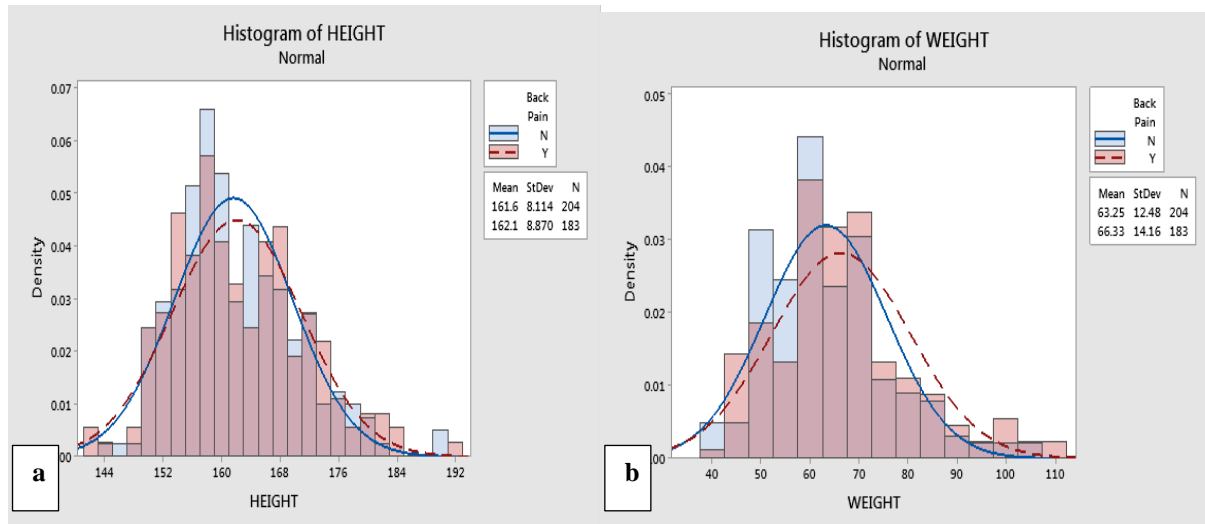 Histogram of HEIGHT
Normal
0.07
0.06
0.05
0.04
0.03
0.02
0.01
.00
Density
144 152 160 168 176 184 192
HEIGHT
Back
Pain
N
Y
Mean StDev N
161.6 8.114 204
162.1 8.870 183
a
Histogram of WEIGHT
Normal
0.05
0.04
0.03
0.02
0.01
.00
Density
40 50 60 70 80 90 100 110
WEIGHT
Back
Pain
N
Y
Mean StDev N
63.25 12.48 204
66.33 14.16 183
b